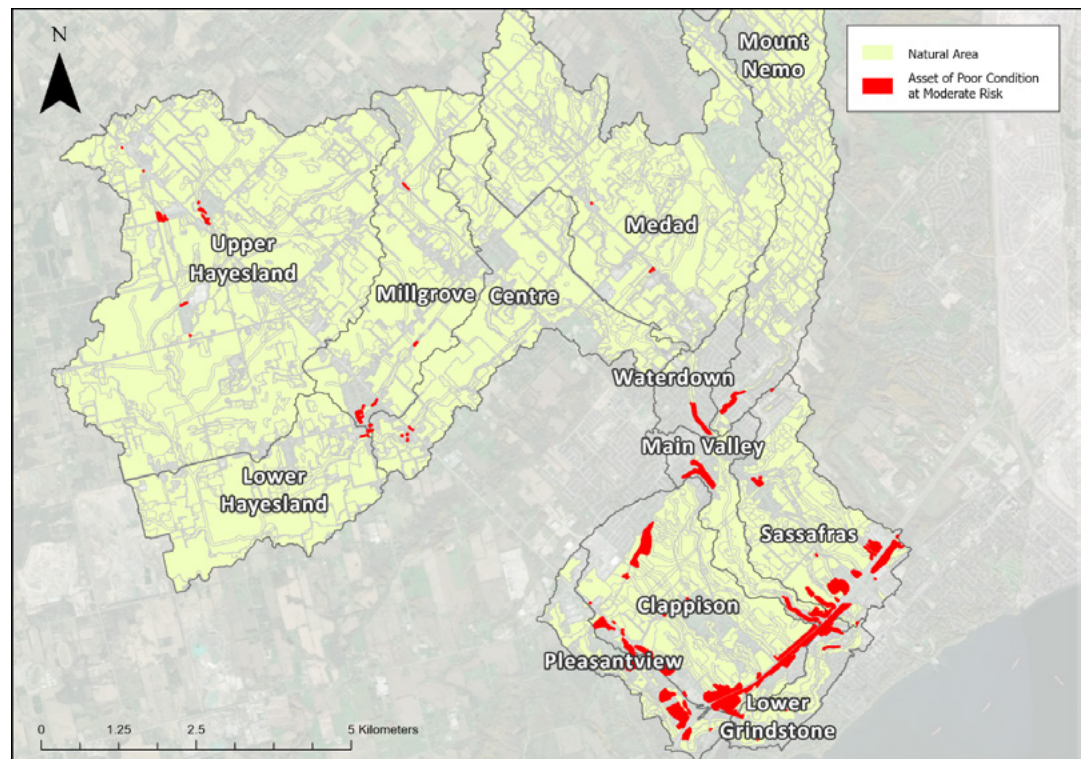 N
Mount
Nemo
Natural Area
Asset of Poor Condition
at Moderate Risk
Upper
Hayesland
Medad
Millgrove
Centre
Waterdown
Main Valley
Lower
Hayesland
Sassafras
Clappison
Pleasantview
Lower
Grindstone
0 1.25 2.5 5 Kilometers